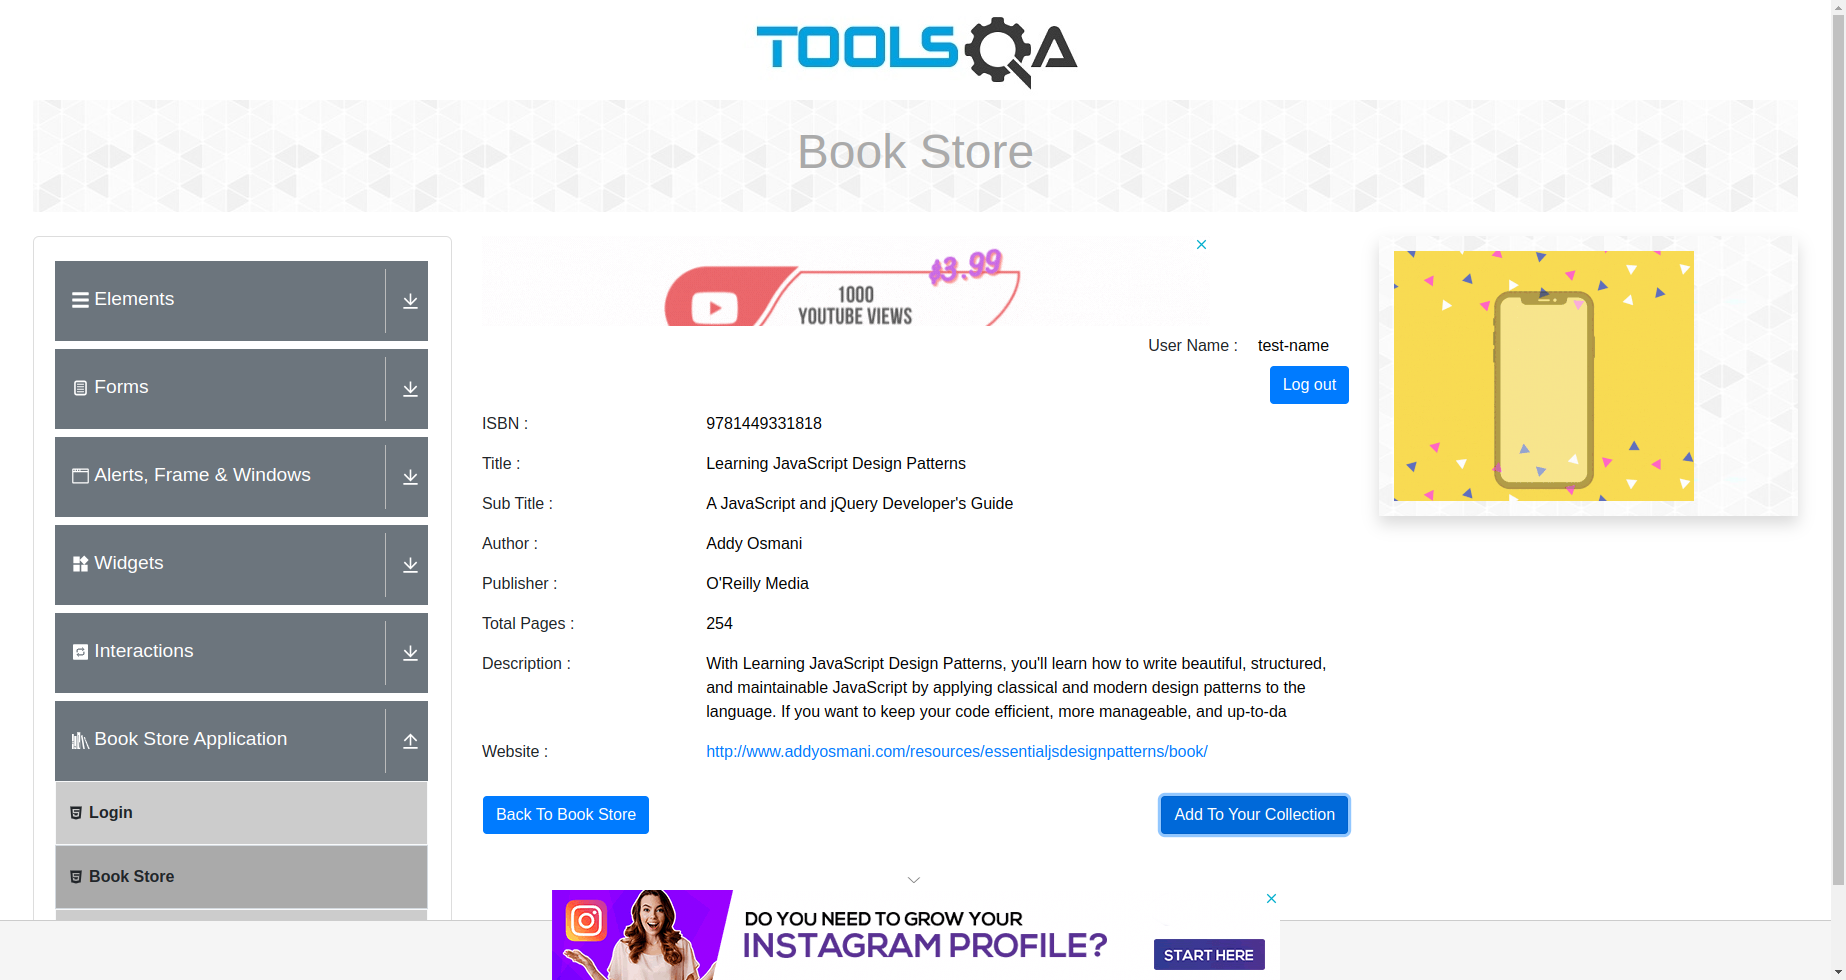 TOOLSQA
Book Store
Elements
Forms
Alerts, Frame & Windows
Widgets
Interactions
Book Store Application
Login
Book Store
$3.99
1000
YOUTUBE VIEWS
User Name : test-name
Log out
ISBN : 9781449331818
Title : Learning JavaScript Design Patterns
Sub Title : A JavaScript and jQuery Developer's Guide
Author : Addy Osmani
Publisher : O'Reilly Media
Total Pages : 254
Description : With Learning JavaScript Design Patterns, you'll learn how to write beautiful, structured,
and maintainable JavaScript by applying classical and modern design patterns to the
language. If you want to keep your code efficient, more manageable, and up-to-da
Website : http://www.addyosmani.com/resources/essentialjsdesignpatterns/book/
Back To Book Store Add To Your Collection
DO YOU NEED TO GROW YOUR
INSTAGRAM PROFILE?
START HERE